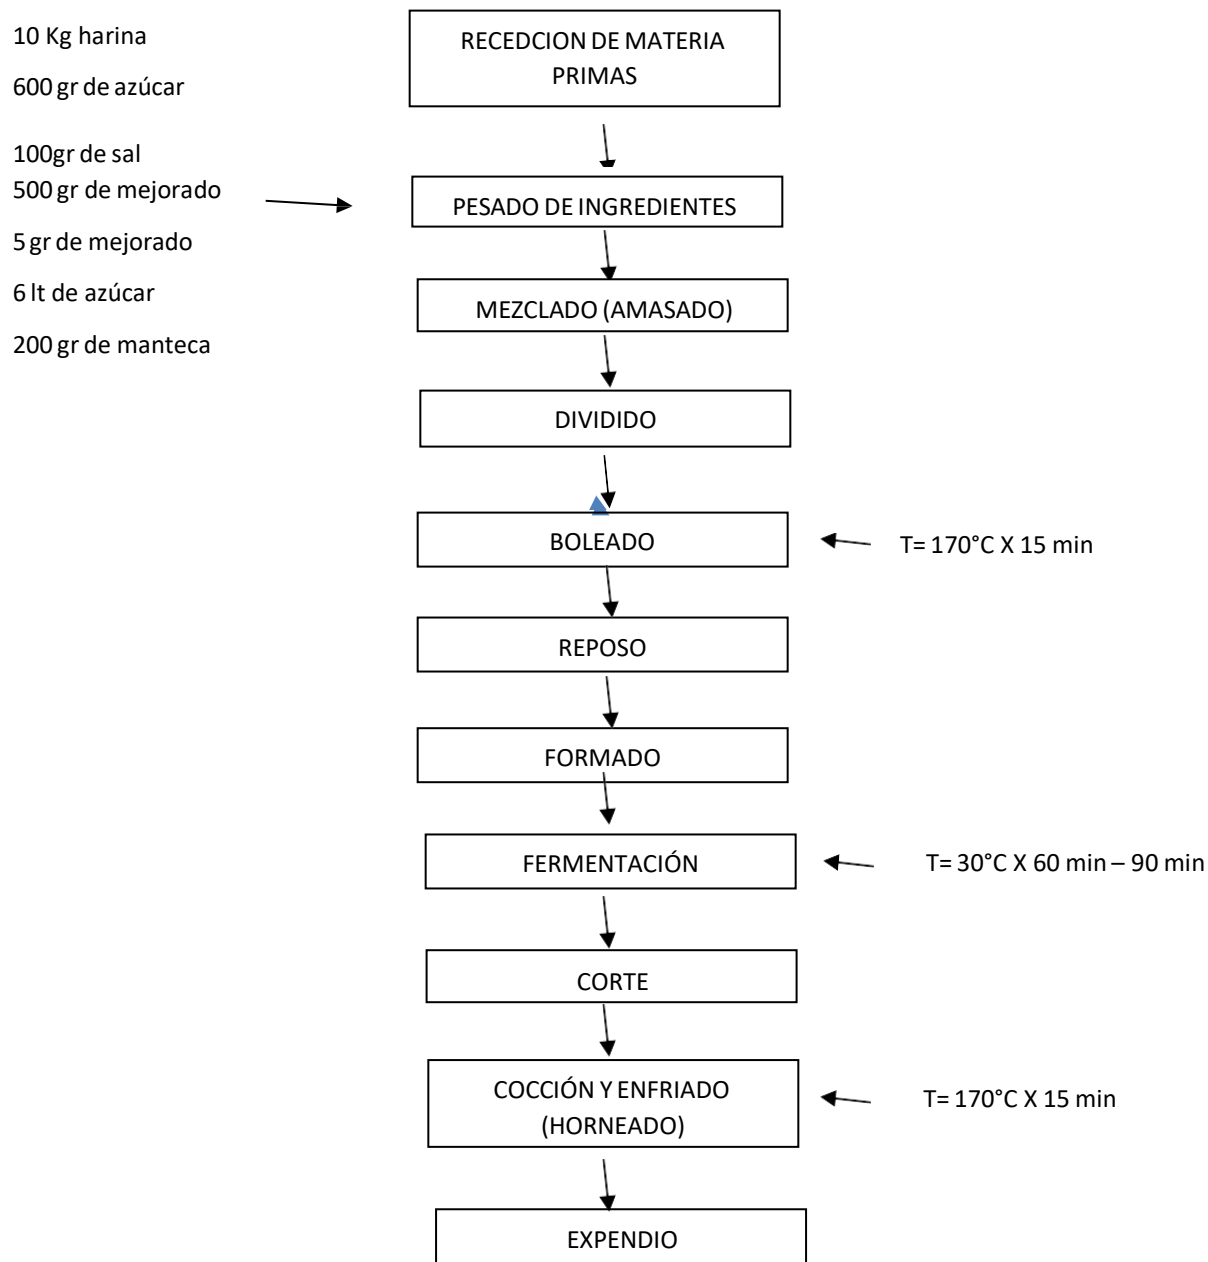 10 Kg harina
600 gr de azúcar
100gr de sal
500 gr de mejorado
5 gr de mejorado
6 lt de azúcar
200 gr de manteca
RECEDCION DE MATERIA
PRIMAS
PESADO DE INGREDIENTES
MEZCLADO (AMASADO)
DIVIDIDO
BOLEADO
T= 170°C X 15 min
REPOSO
FORMADO
FERMENTACIÓN
T= 30°C X 60 min – 90 min
CORTE
COCCIÓN Y ENFRIADO
(HORNEADO)
T= 170°C X 15 min
EXPENDIO